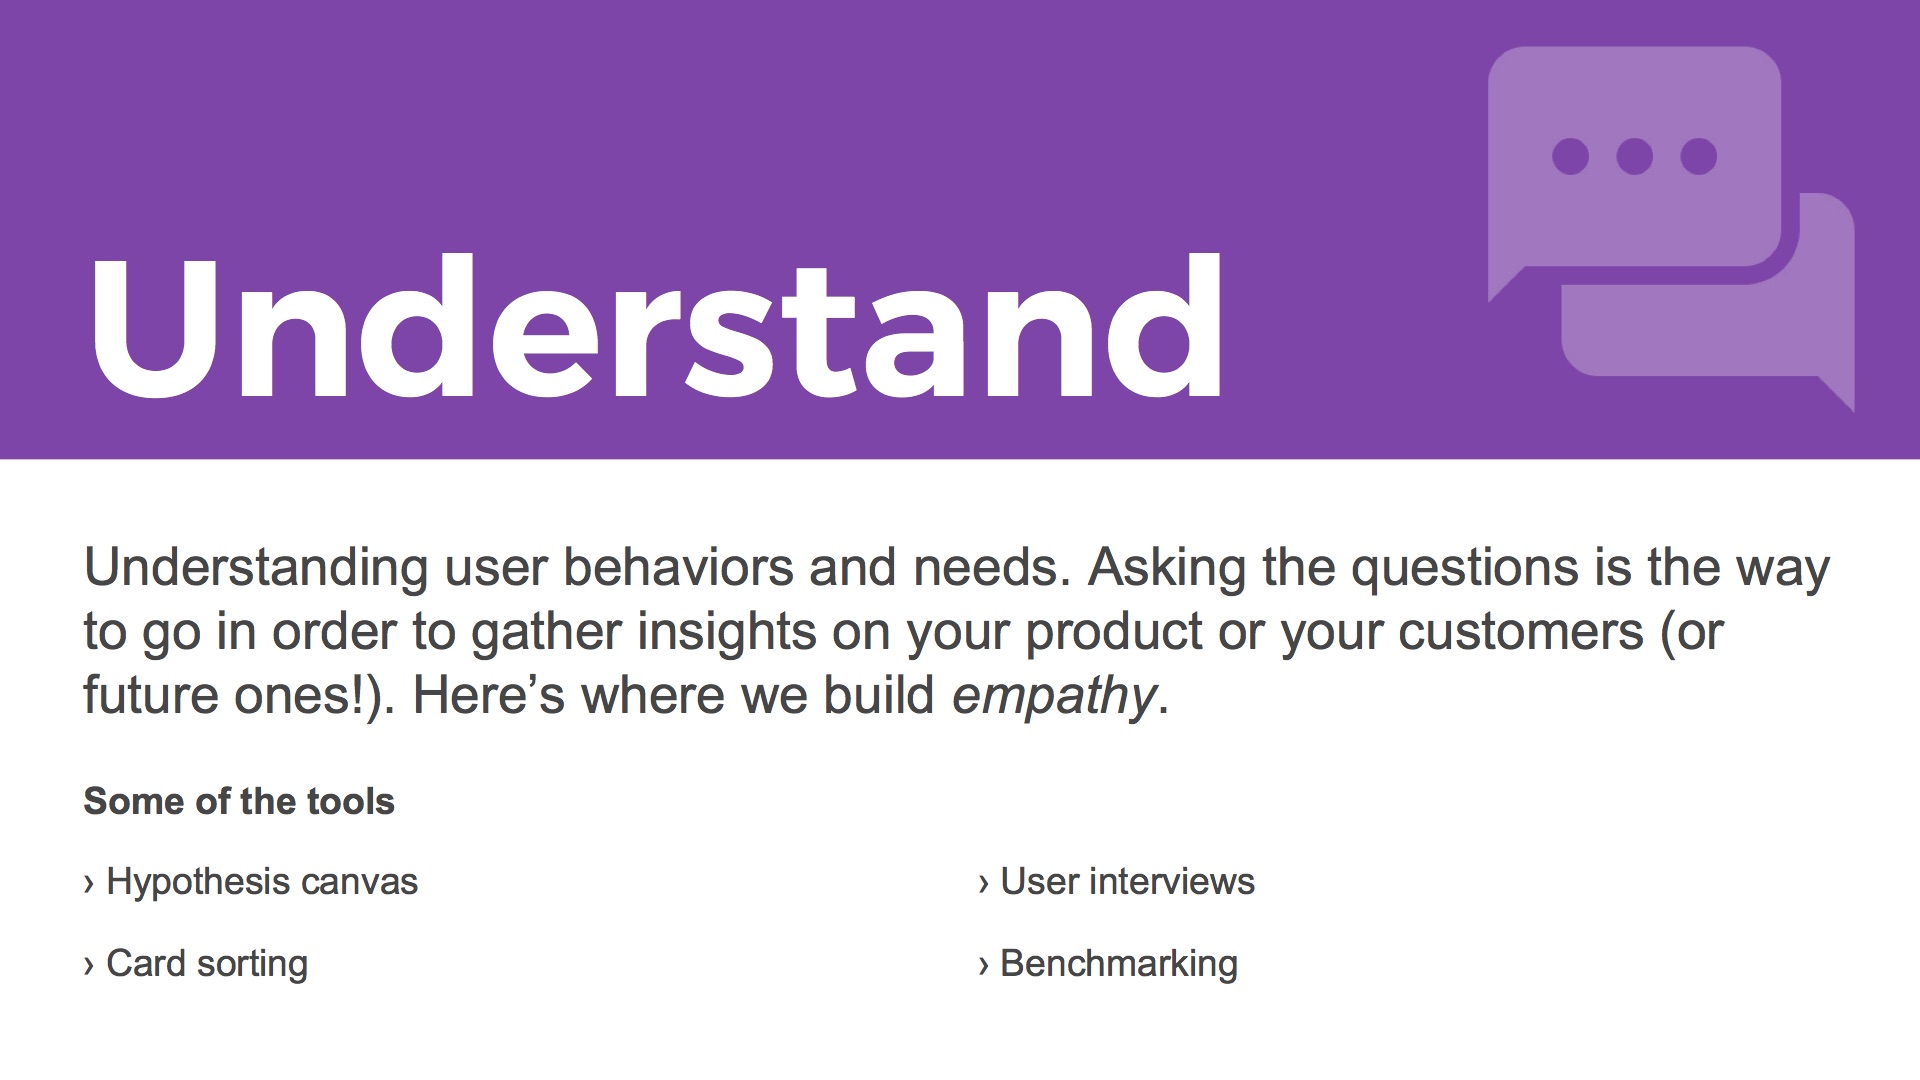 Understand
Understanding user behaviors and needs. Asking the questions is the way
to go in order to gather insights on your product or your customers (or
future ones!). Here’s where we build empathy.
Some of the tools
› Hypothesis canvas
› Card sorting
› User interviews
› Benchmarking